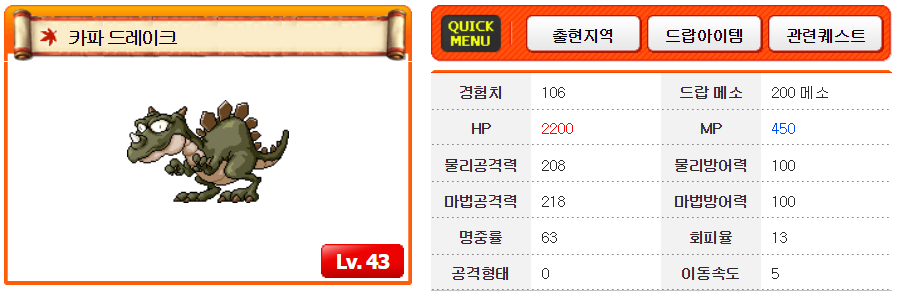 카파 드레이크
Lv. 43
QUICK MENU 출현지역 드랍아이템 관련퀘스트
경험치 106 드랍 메소 200 메소
HP 2200 MP 450
물리공격력 208 물리방어력 100
마법공격력 218 마법방어력 100
명중률 63 회피율 13
공격형태 0 이동속도 5